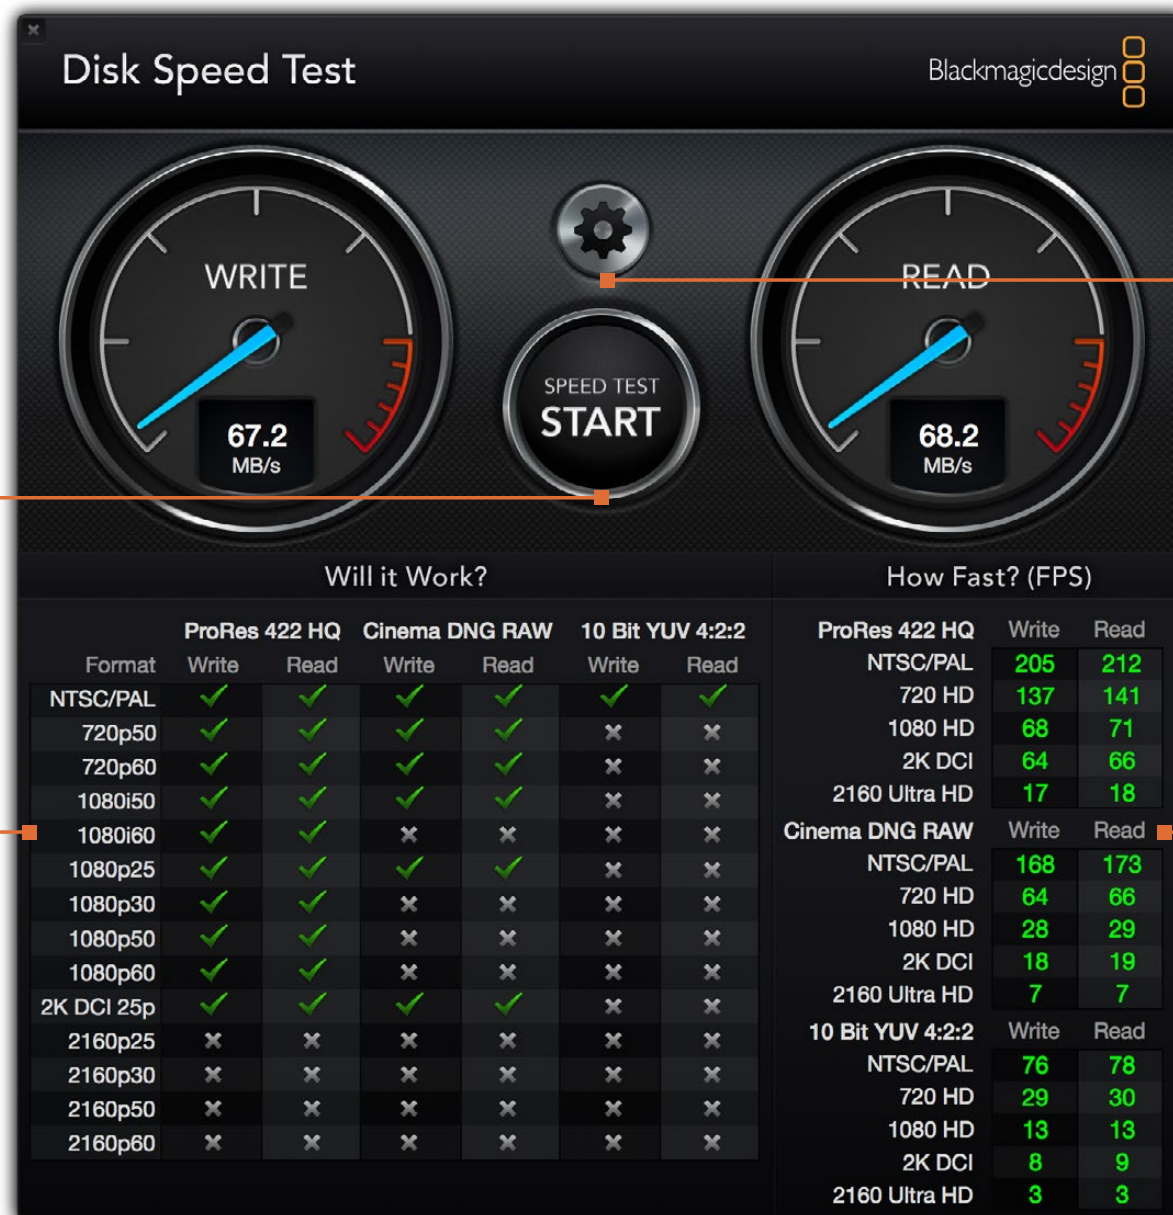 Disk Speed Test
Blackmagicdesign
WRITE
67.2
MB/s
SPEED TEST
START
READ
68.2
MB/s
Will it Work?
ProRes 422 HQ Cinema DNG RAW 10 Bit YUV 4:2:2
Format Write Read Write Read Write Read
NTSC/PAL
720p50
720p60
1080i50
1080i60
1080p25
1080p30
1080p50
1080p60
2K DCI 25p
2160p25
2160p30
2160p50
2160p60
How Fast? (FPS)
ProRes 422 HQ Write Read
NTSC/PAL 205 212
720 HD 137 141
1080 HD 68 71
2K DCI 64 66
2160 Ultra HD 17 18
Cinema DNG RAW Write Read
NTSC/PAL 168 173
720 HD 64 66
1080 HD 28 29
2K DCI 18 19
2160 Ultra HD 7 7
10 Bit YUV 4:2:2 Write Read
NTSC/PAL 76 78
720 HD 29 30
1080 HD 13 13
2K DCI 8 9
2160 Ultra HD 3 3